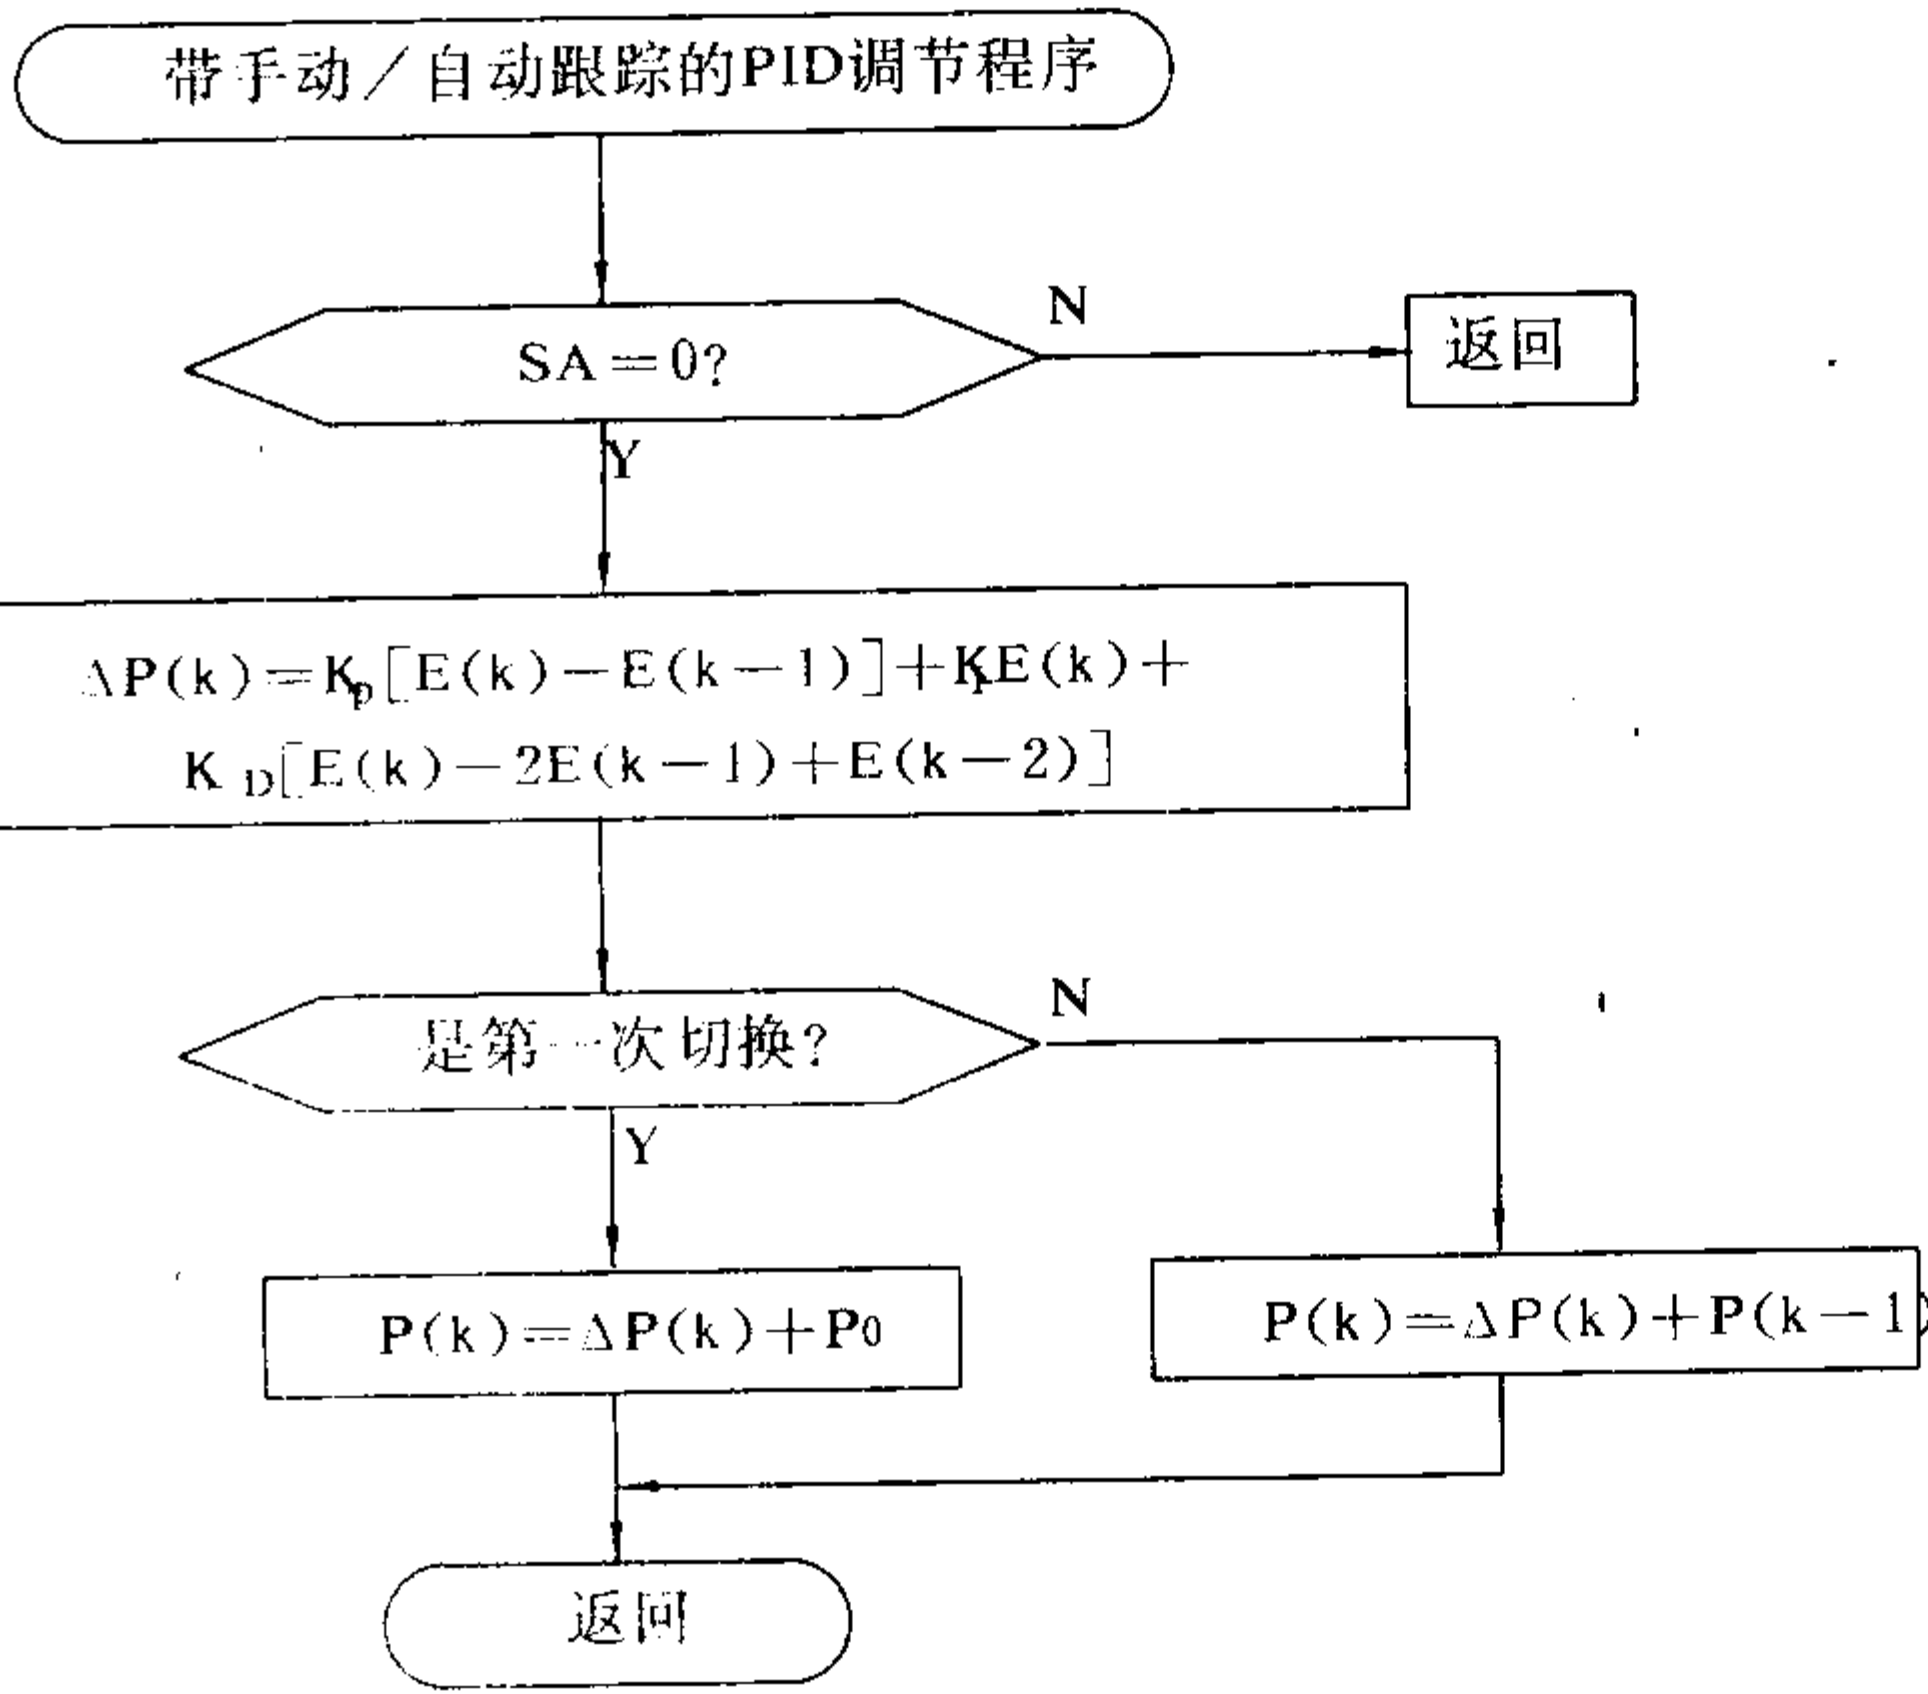 带手动/自动跟踪的PID调节程序
SA=0?
N
返回
Y
ΔP(k)=Kp[E(k)-E(k-1)]+KIE(k)+
KD[E(k)-2E(k-1)+E(k-2)]
是第一次切换?
N
Y
P(k)=ΔP(k)+P0
P(k)=ΔP(k)+P(k-1)
返回